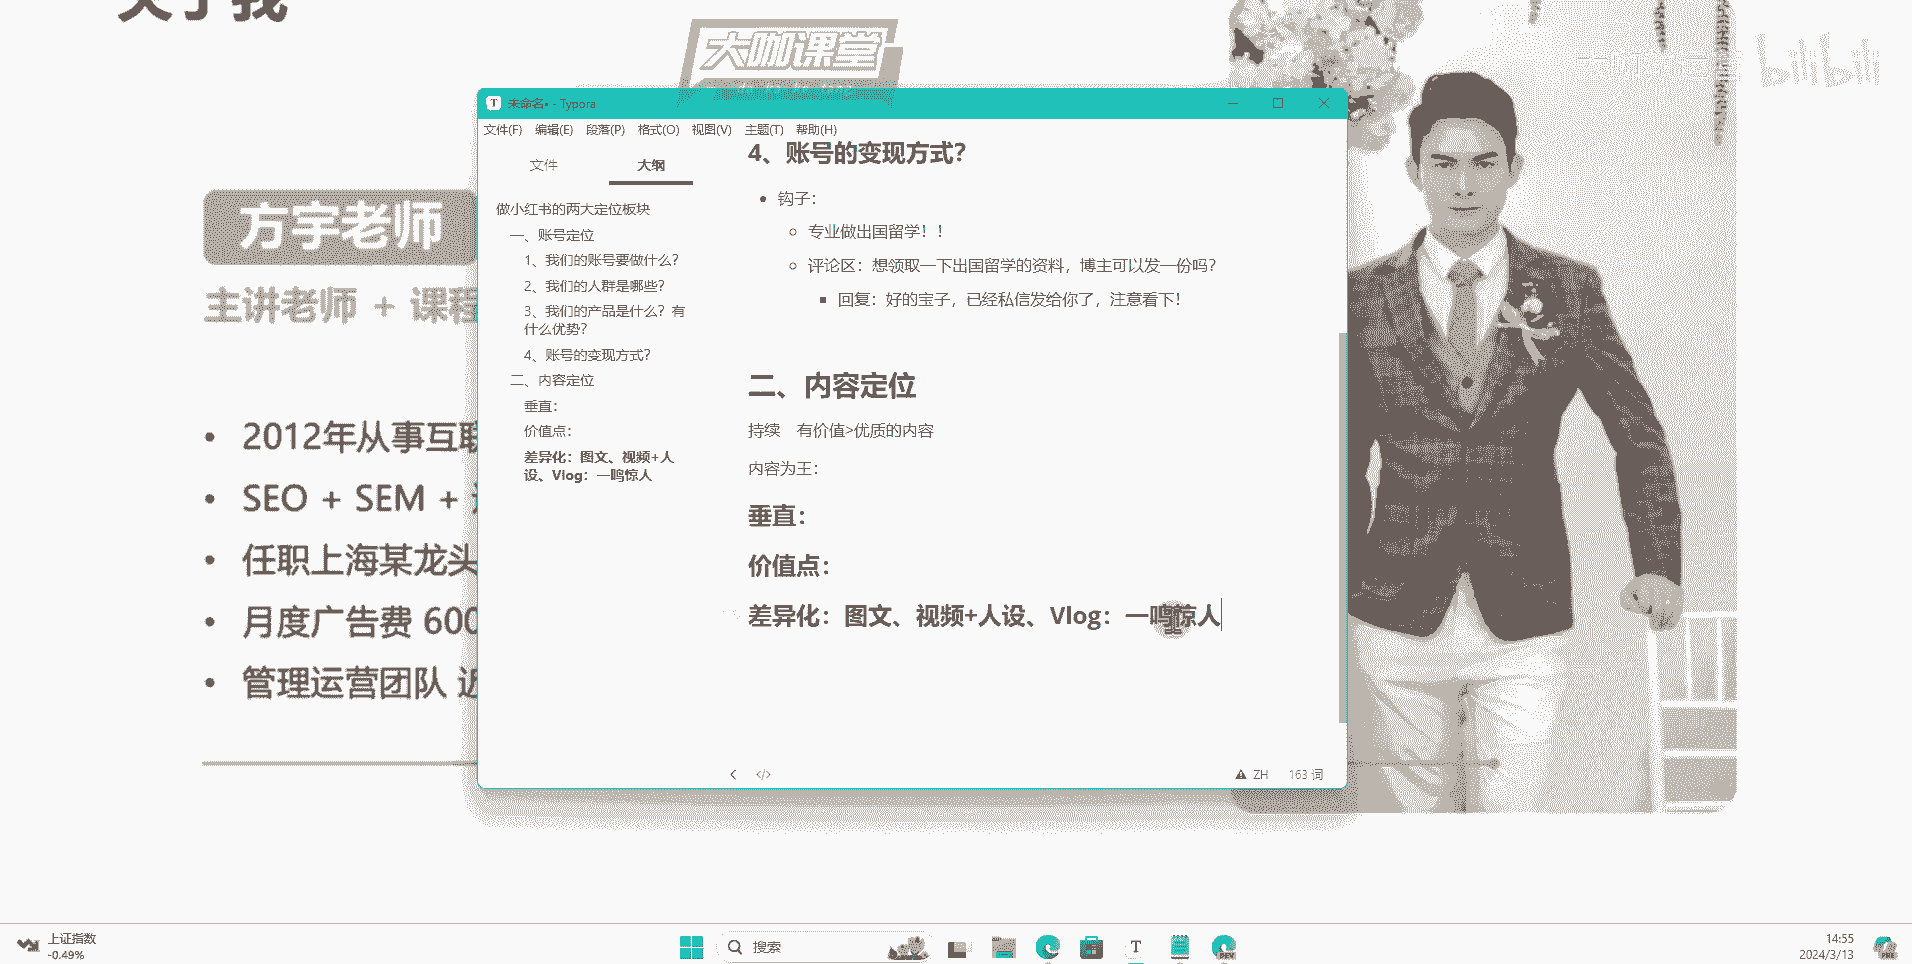 关于我
大咖课堂
bilibili
方宇老师
主讲老师 + 课程
2012年从事互联
SEO + SEM +
任职上海某龙头
月度广告费 600
管理运营团队 近
未命名• - Typora
文件(F) 编辑(E) 段落(P) 格式(O) 视图(V) 主题(T) 帮助(H)
文件 大纲
做小红书的两大定位板块
一、账号定位
1、我们的账号要做什么？
2、我们的人群是哪些？
3、我们的产品是什么？有
什么优势？
4、账号的变现方式？
二、内容定位
垂直：
价值点：
差异化：图文、视频+人
设、Vlog：一鸣惊人
4、账号的变现方式？
钩子：
专业做出国留学！！
评论区：想领取一下出国留学的资料，博主可以发一份吗？
回复：好的宝子，已经私信发给你了，注意看下！
二、内容定位
持续 有价值>优质的内容
内容为王：
垂直：
价值点：
差异化：图文、视频+人设、Vlog：一鸣惊人
ZH 163 词
上证指数
-0.49%
搜索
14:55
2024/3/13